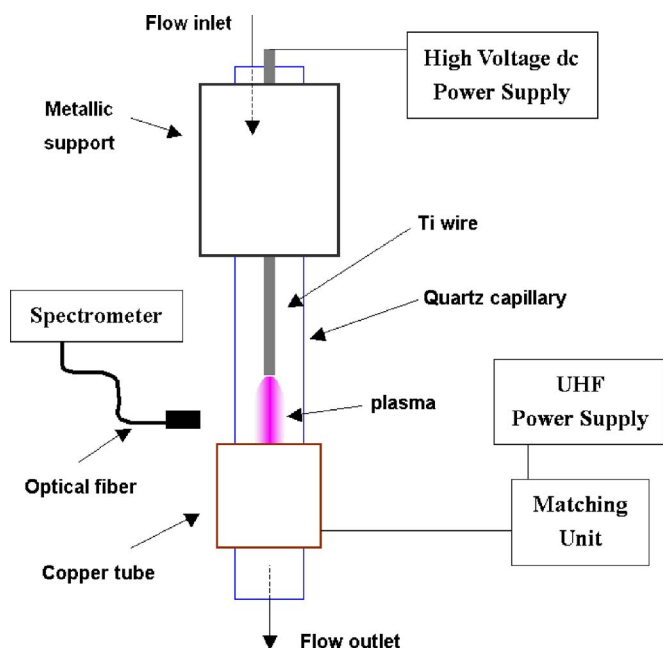 Flow inlet
High Voltage dc
Power Supply
Metallic
support
Ti wire
Quartz capillary
Spectrometer
plasma
UHF
Power Supply
Optical fiber
Matching
Unit
Copper tube
Flow outlet